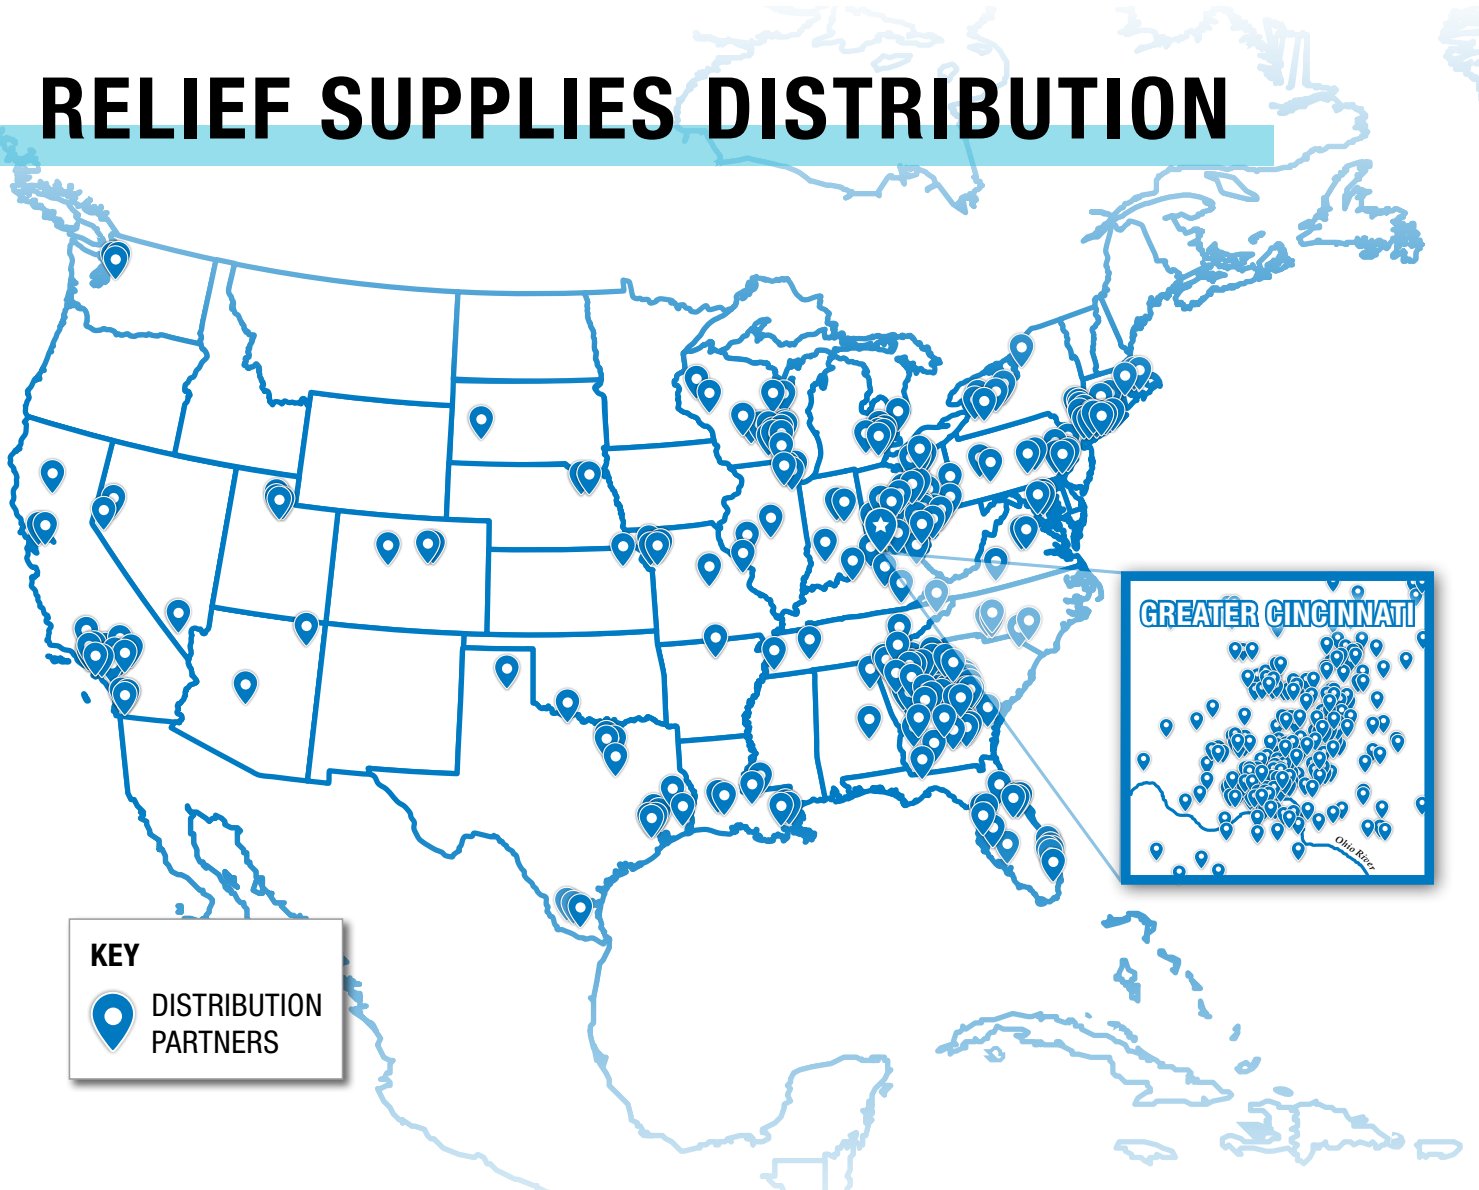 RELIEF SUPPLIES DISTRIBUTION
GREATER CINCINNATI
Ohio River
KEY
DISTRIBUTION
PARTNERS